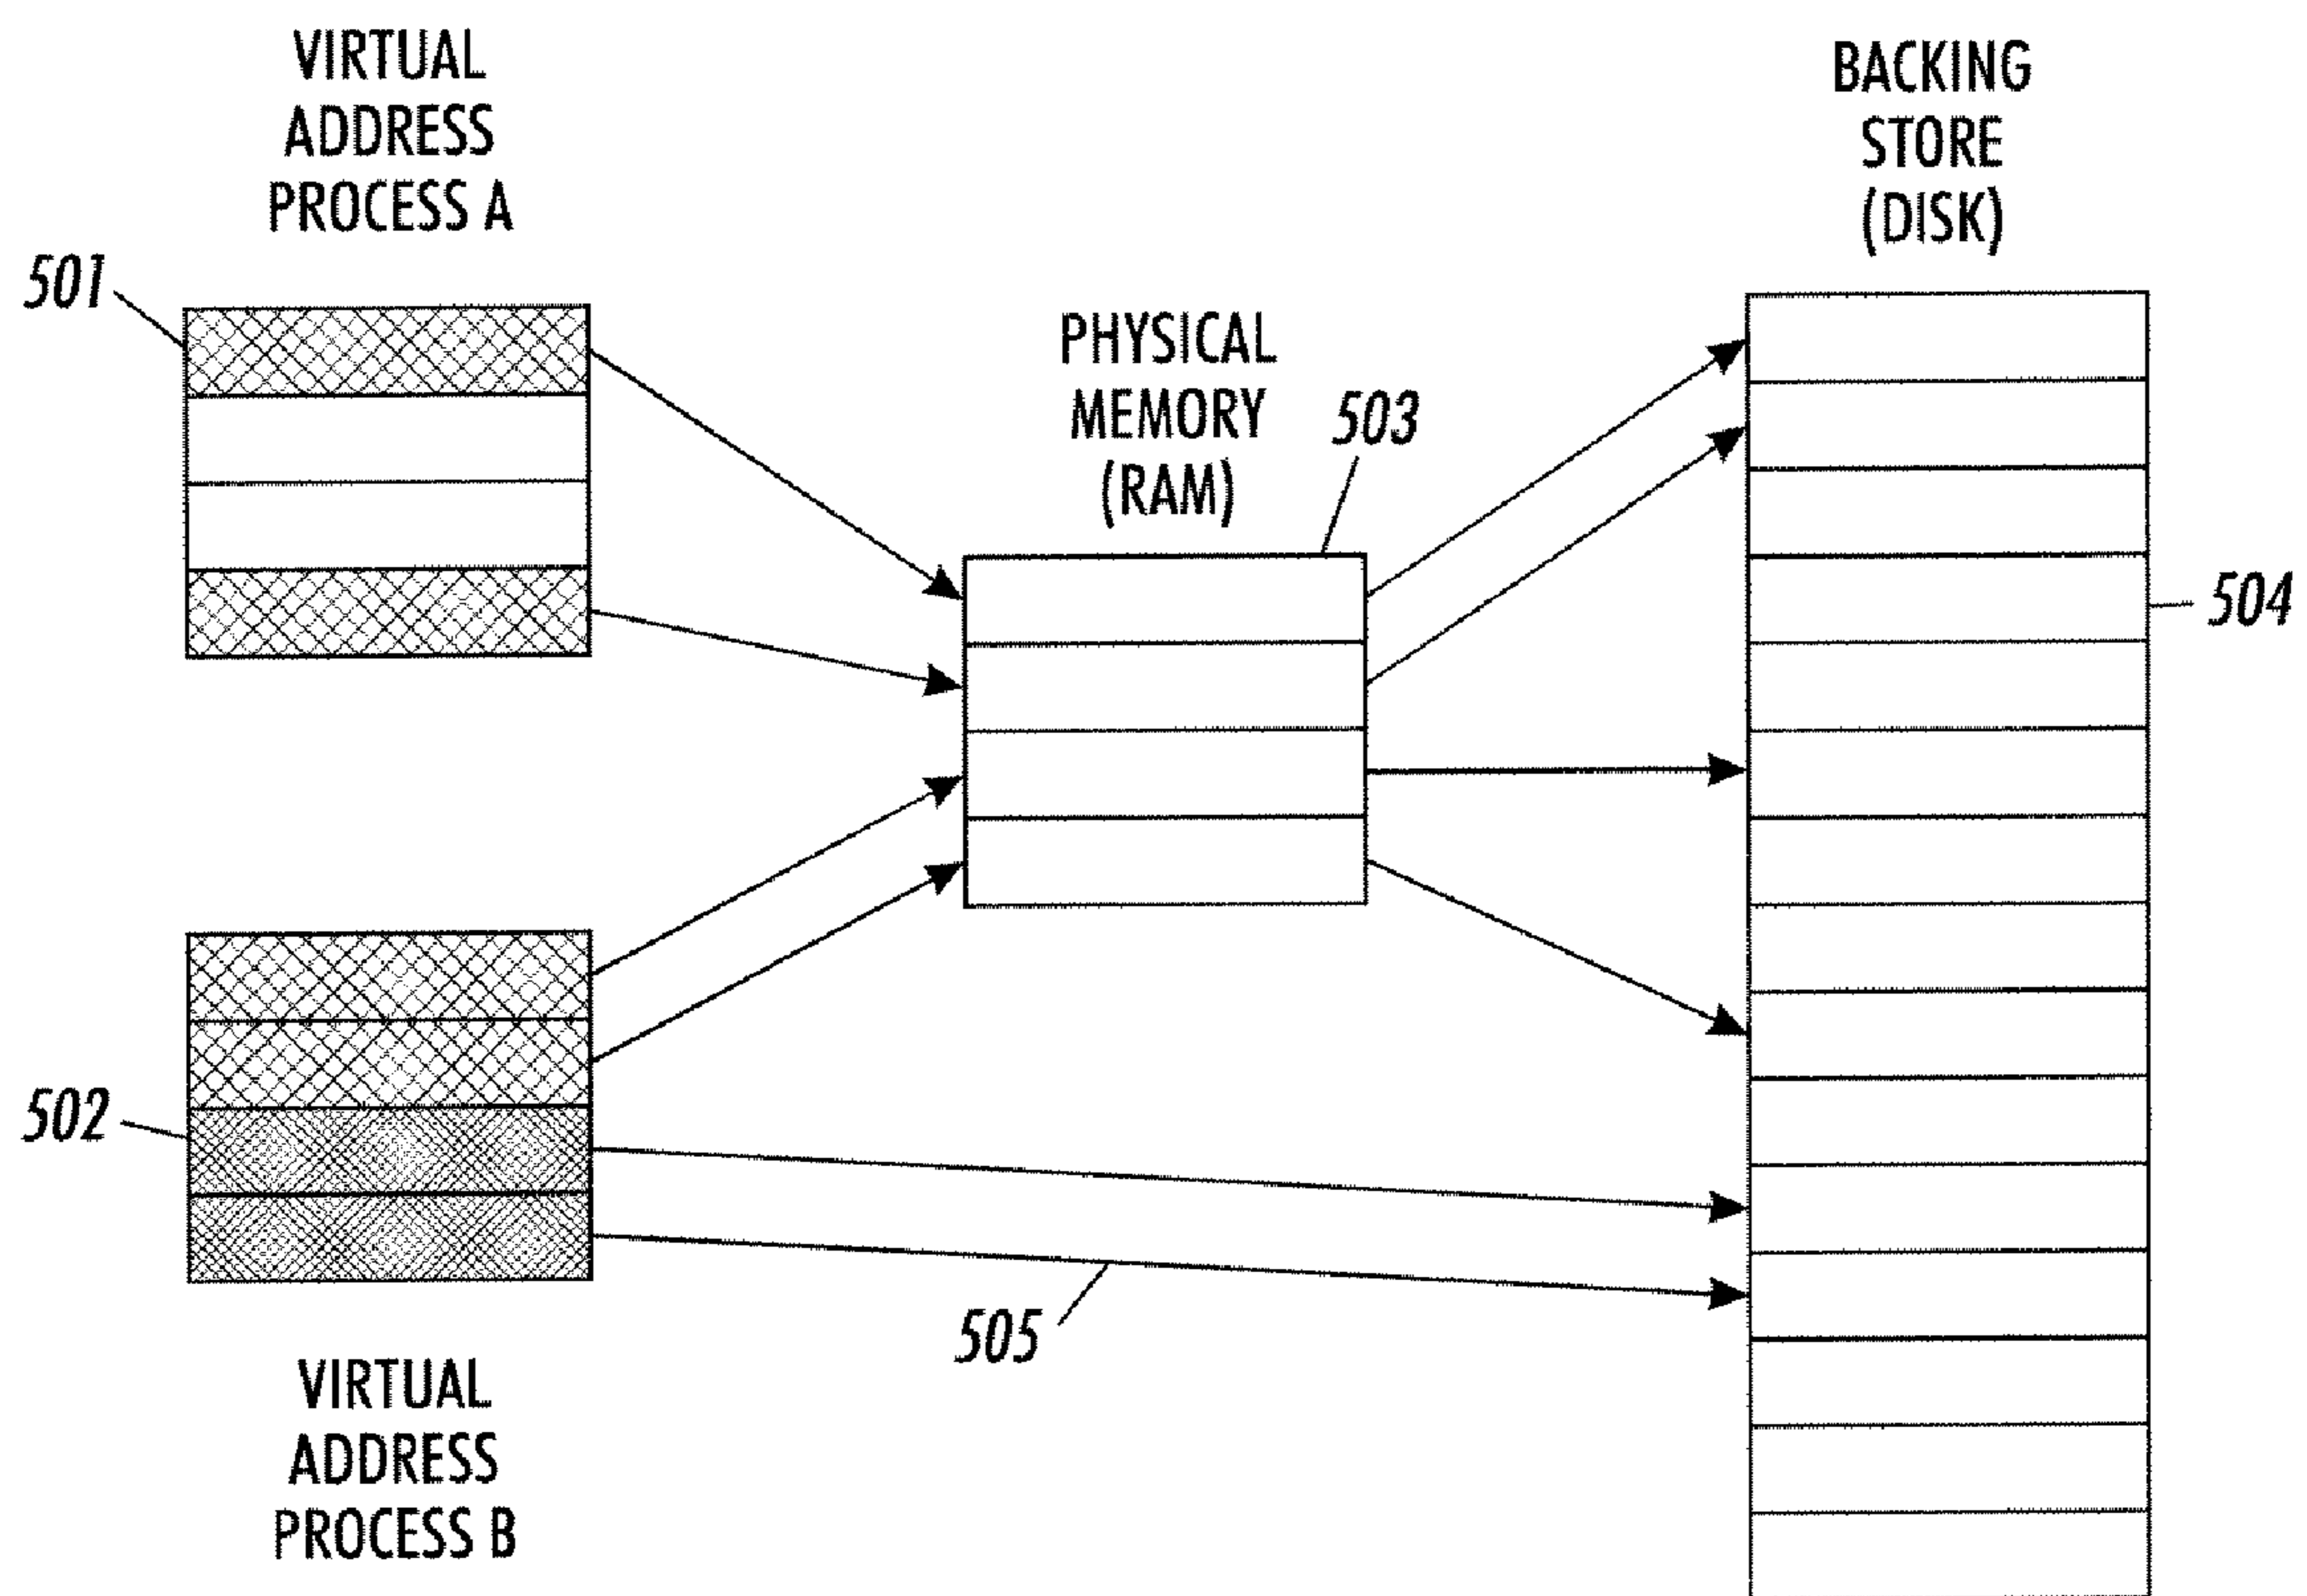 VIRTUAL
ADDRESS
PROCESS A
501
PHYSICAL
MEMORY
(RAM)
503
BACKING
STORE
(DISK)
504
502
505
VIRTUAL
ADDRESS
PROCESS B